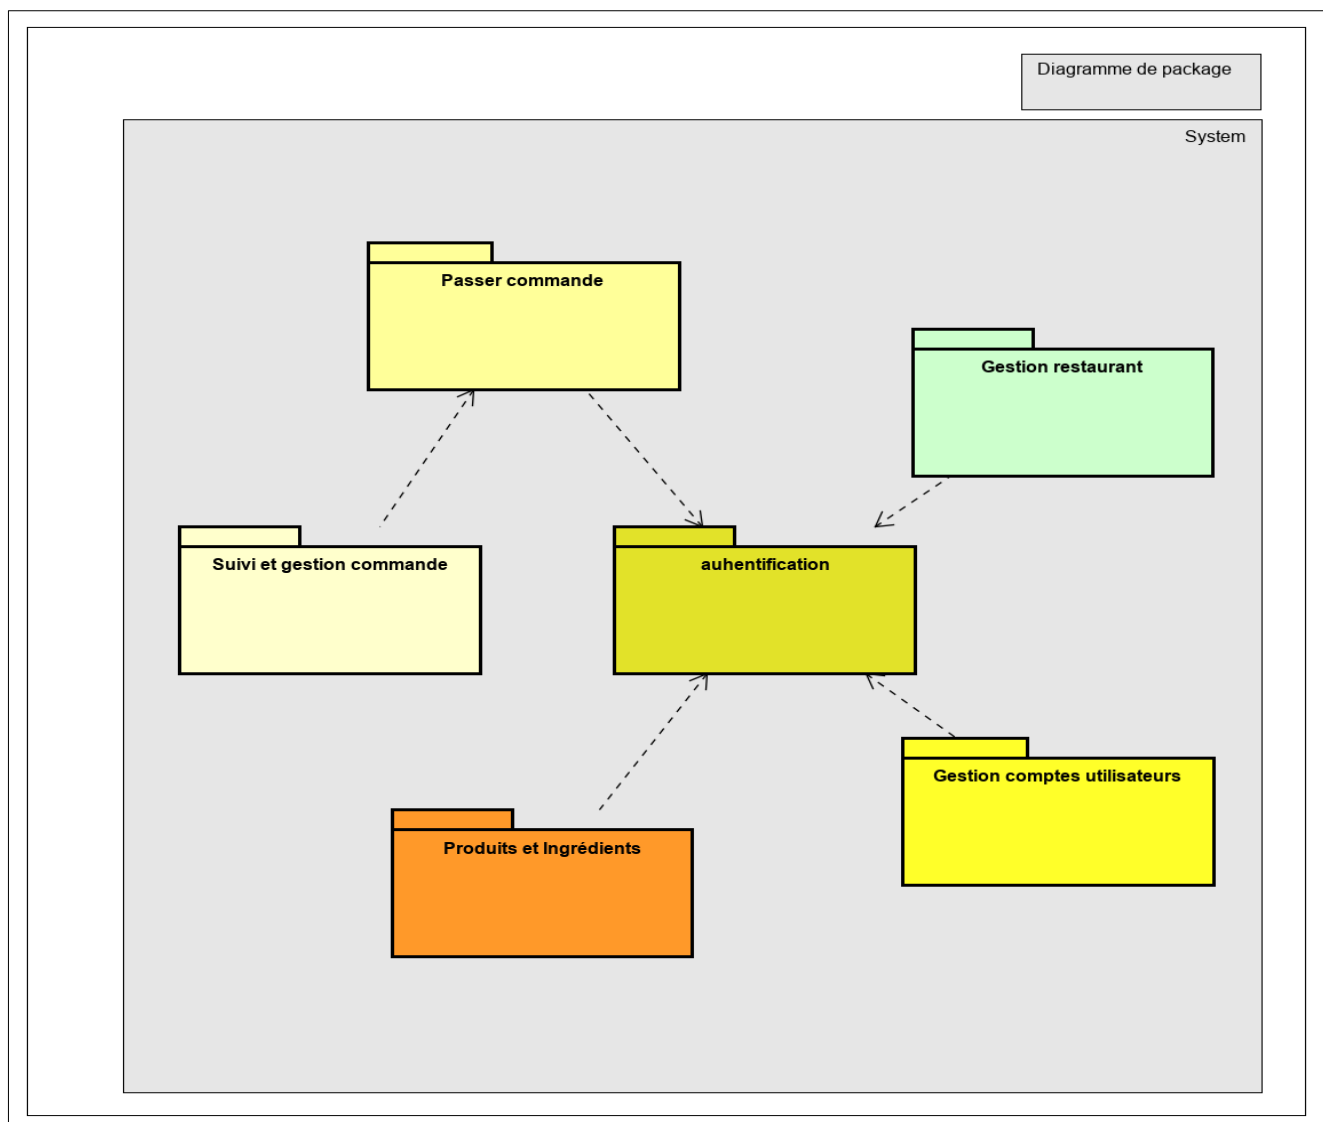 Diagramme de package
System
Passer commande
Gestion restaurant
Suivi et gestion commande
auhentification
Gestion comptes utilisateurs
Produits et Ingrédients